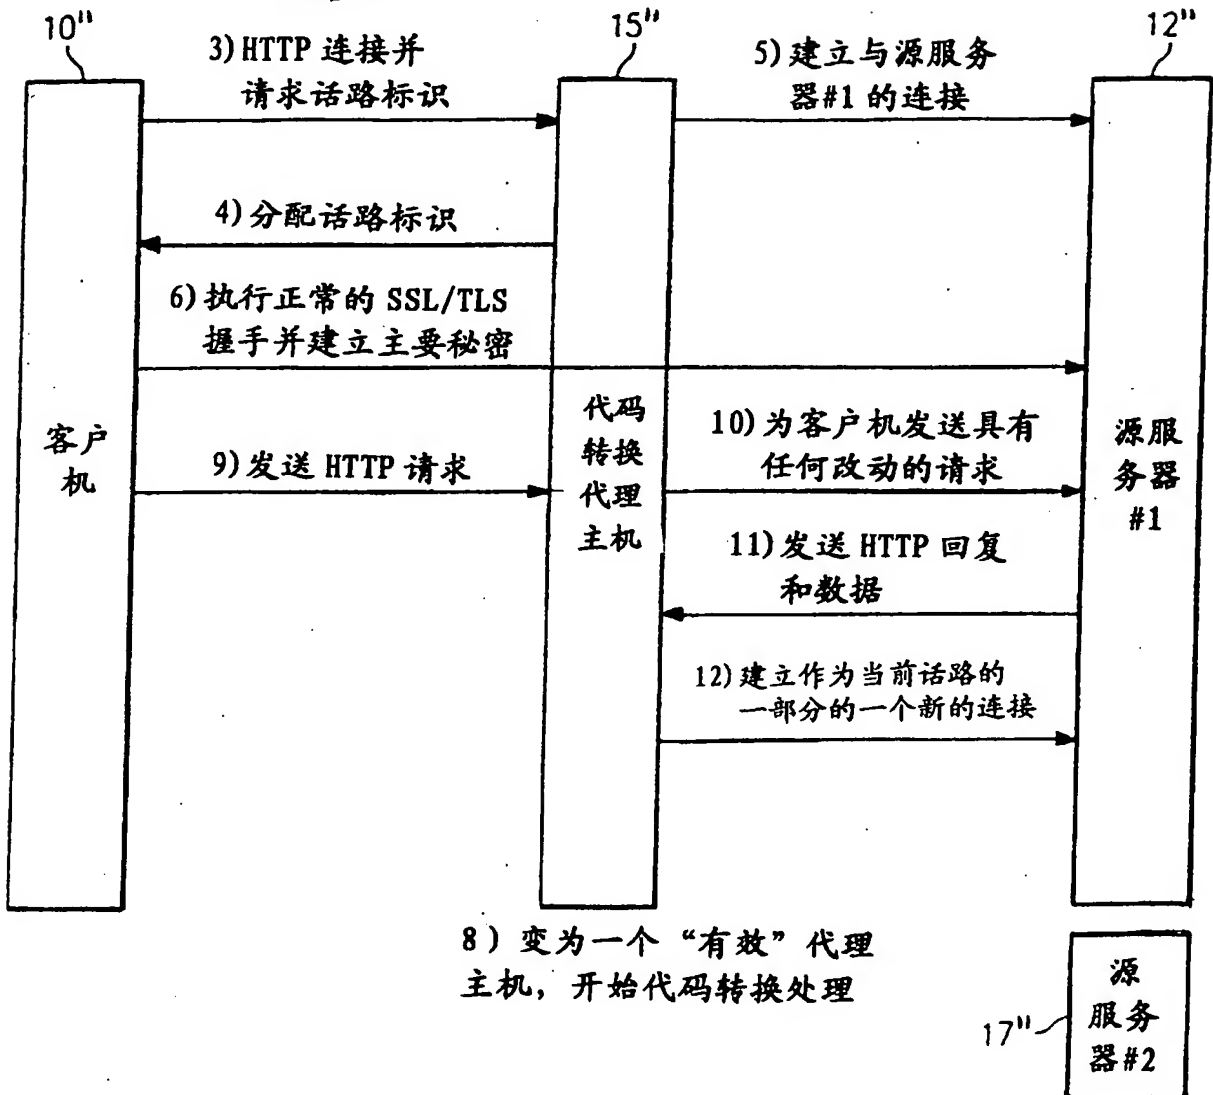 10"
15"
12"
3)HTTP 连接并
请求话路标识
5)建立与源服务
器#1 的连接
4)分配话路标识
6)执行正常的 SSL/TLS
握手并建立主要秘密
客户
机
代码
转换
代理
主机
源服
务器
#1
9)发送 HTTP 请求
10)为客户机发送具有
任何改动的请求
11)发送 HTTP 回复
和数据
12)建立作为当前话路的
一部分的一个新的连接
8)变为一个“有效”代理
主机，开始代码转换处理
17"
源
服务
器#2